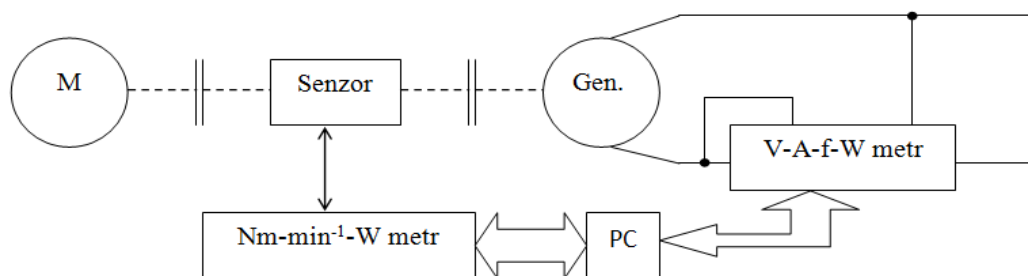 M
Senzor
Gen.
V-A-f-W metr
Nm-min⁻¹-W metr
PC